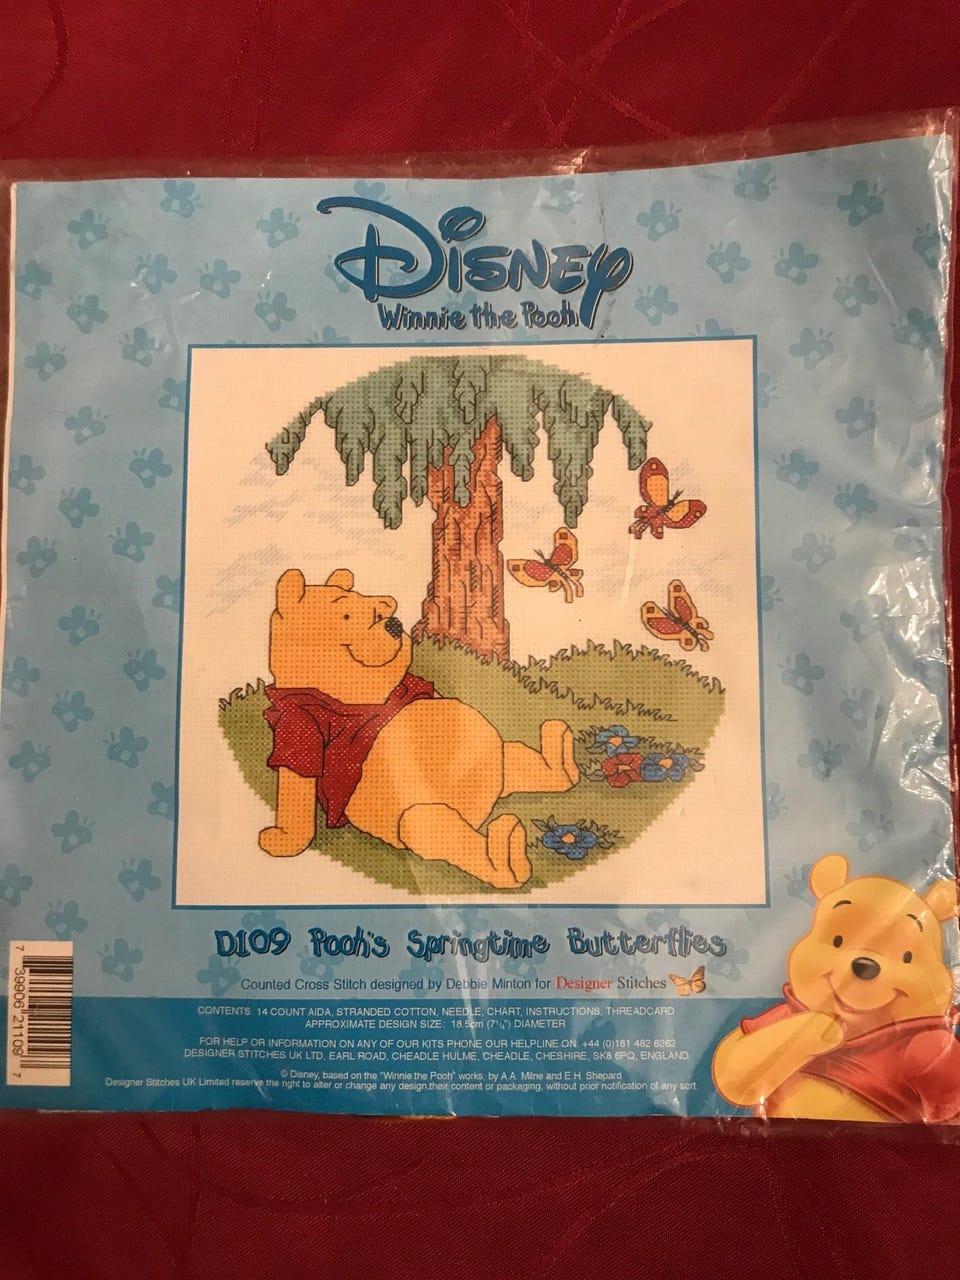 Disney
Winnie the Pooh
D109 Pooh's Springtime Butterflies
Counted Cross Stitch designed by Debbie Minton for Designer Stitches
CONTENTS: 14 COUNT AIDA, STRANDED COTTON, NEEDLE, CHART, INSTRUCTIONS, THREADCARD
APPROXIMATE DESIGN SIZE: 18.5cm (7¼") DIAMETER
FOR HELP OR INFORMATION ON ANY OF OUR KITS PHONE OUR HELPLINE ON: +44 (0)161 482 6262
DESIGNER STITCHES UK LTD. EARL ROAD, CHEADLE HULME, CHEADLE, CHESHIRE, SK8 6PQ, ENGLAND.
© Disney, based on the "Winnie the Pooh" works, by A.A. Milne and E.H. Shepard
Designer Stitches UK Limited reserve the right to alter or change any design, their content or packaging, without prior notification of any sort
7 39906 21109 7